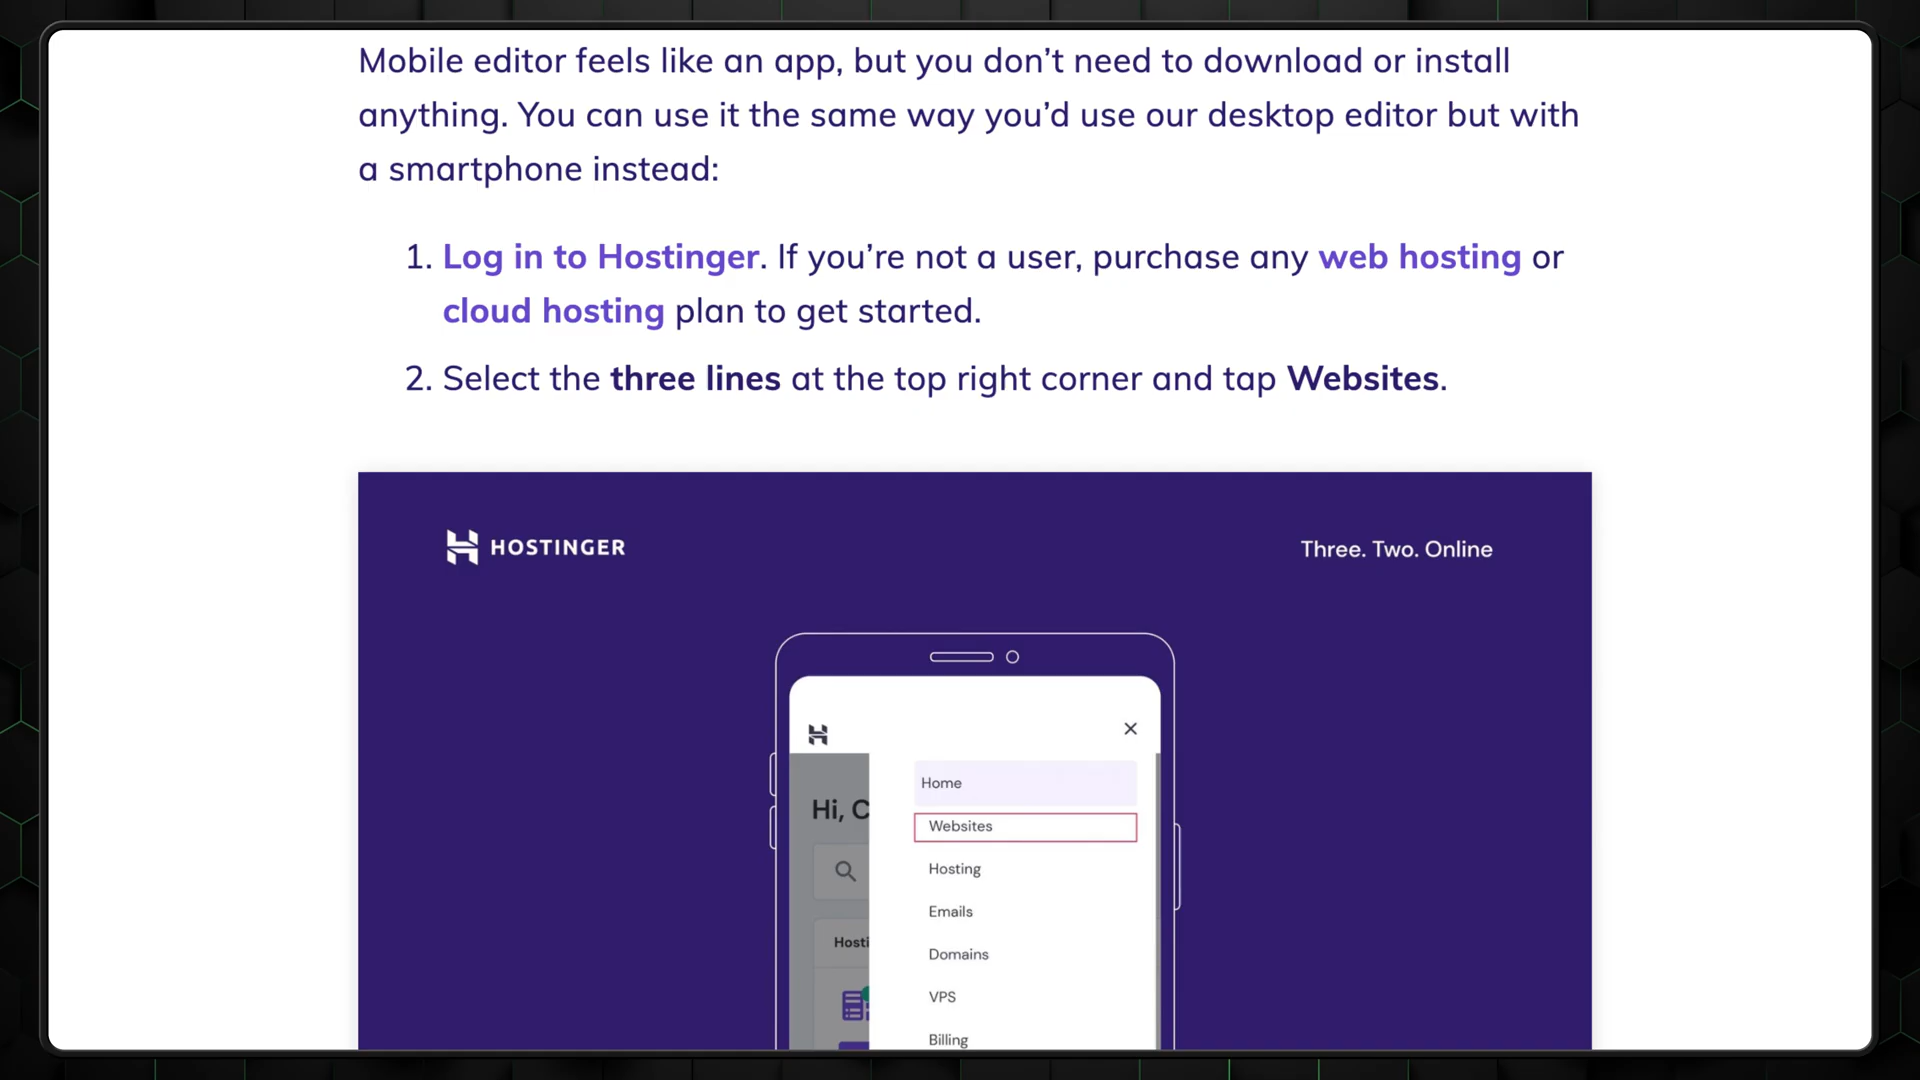 Mobile editor feels like an app, but you don’t need to download or install
anything. You can use it the same way you’d use our desktop editor but with
a smartphone instead:
1. Log in to Hostinger. If you’re not a user, purchase any web hosting or
cloud hosting plan to get started.
2. Select the three lines at the top right corner and tap Websites.
HOSTINGER
Three. Two. Online
Hi, C
Hosti
Home
Websites
Hosting
Emails
Domains
VPS
Billing